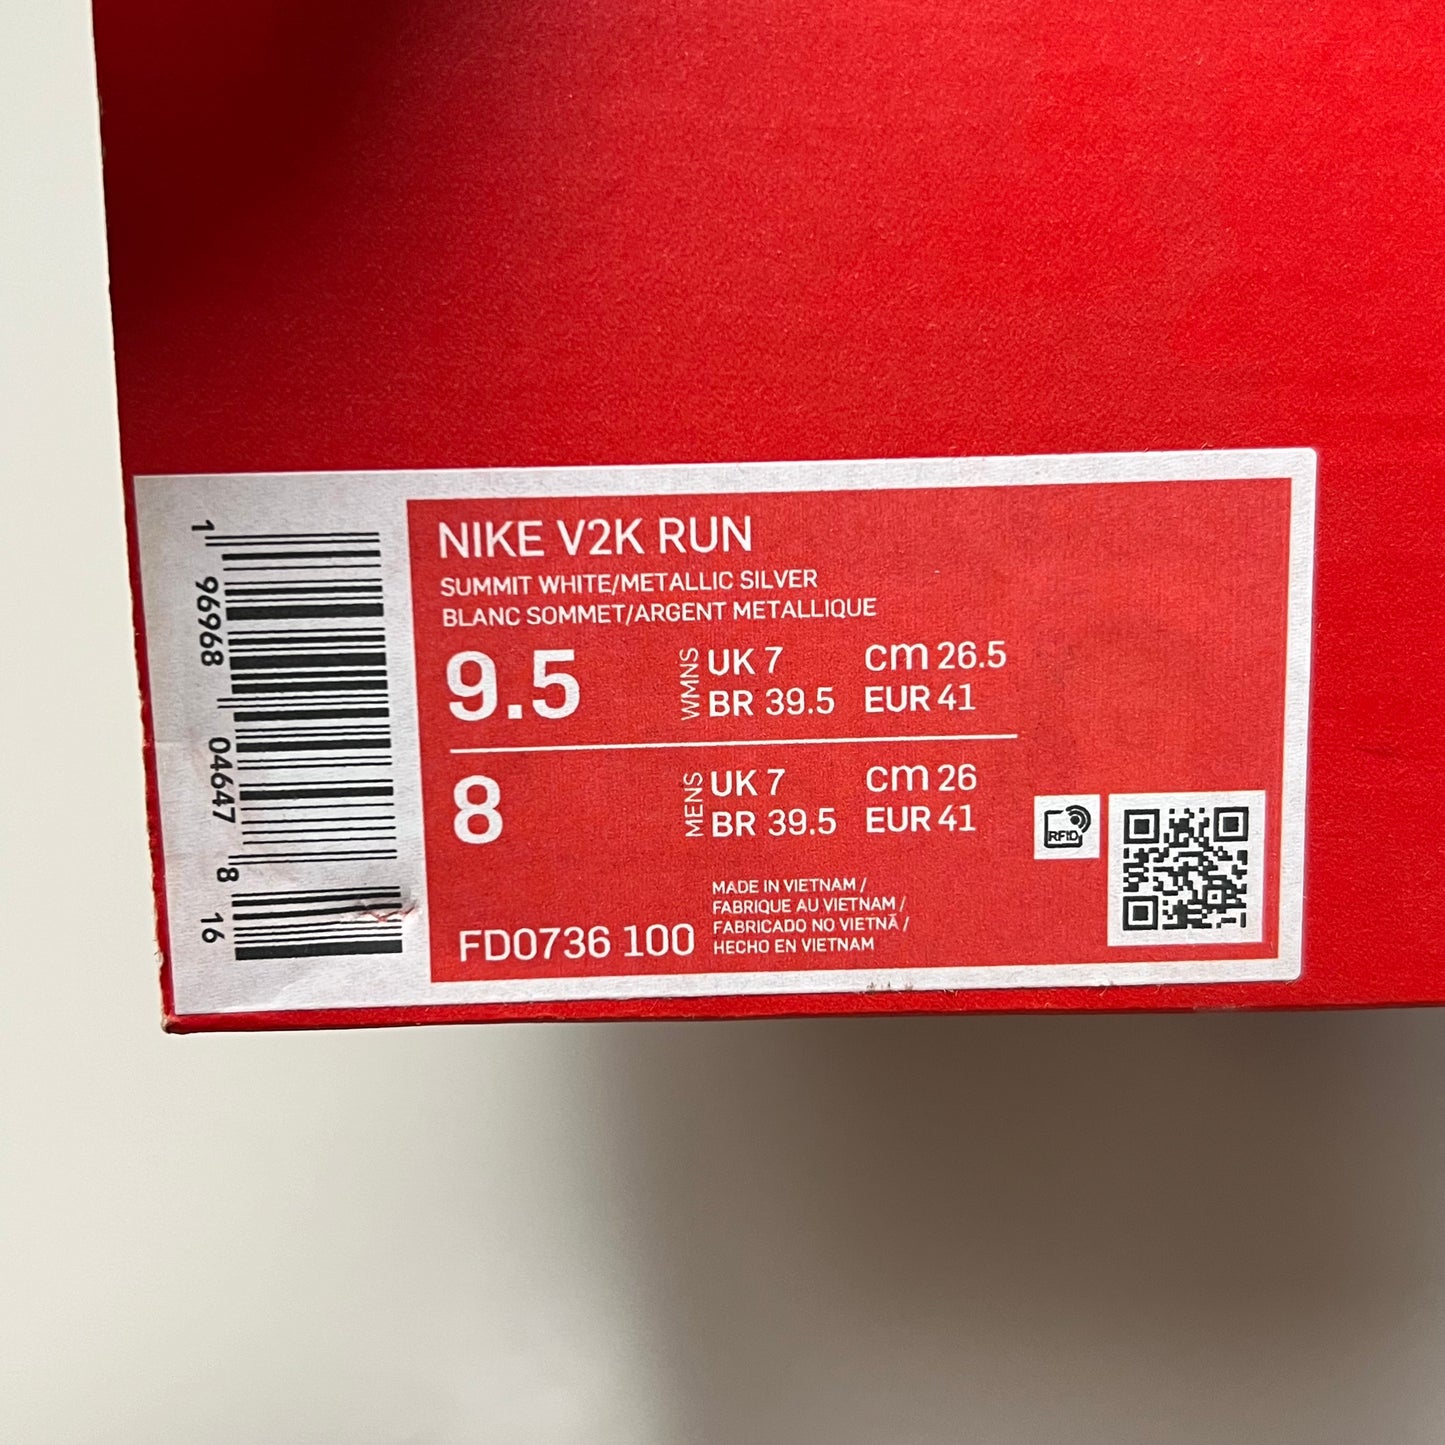 1 96968 04647 8 16
NIKE V2K RUN
SUMMIT WHITE/METALLIC SILVER
BLANC SOMMET/ARGENT METALLIQUE
9.5 WMNS UK 7 cm 26.5
BR 39.5 EUR 41
8 MENS UK 7 cm 26
BR 39.5 EUR 41
RFID
MADE IN VIETNAM /
FABRIQUE AU VIETNAM /
FABRICADO NO VIETNÃ /
HECHO EN VIETNAM
FD0736 100